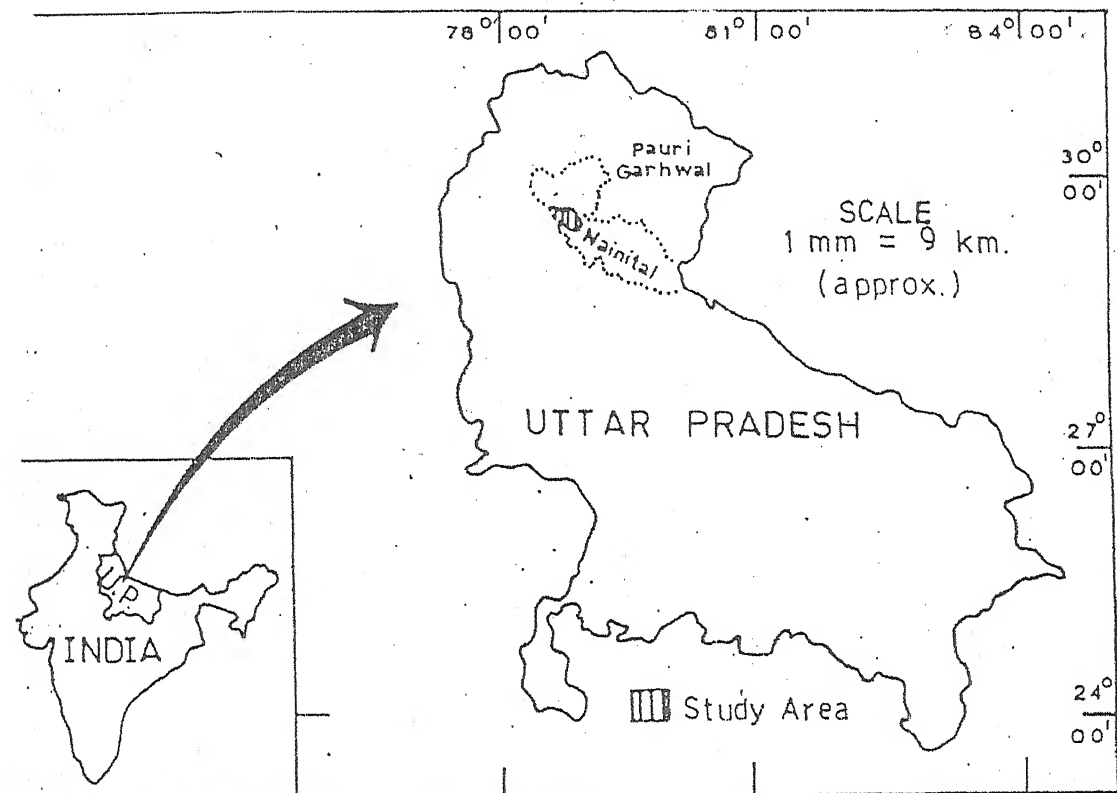 78° 00' 81° 00' 84° 00'
Pauri
Garhwal
30°
00'
Nainital
SCALE
1 mm = 9 km.
(approx.)
UTTAR PRADESH
27°
00'
U.P.
INDIA
Study Area
24°
00'